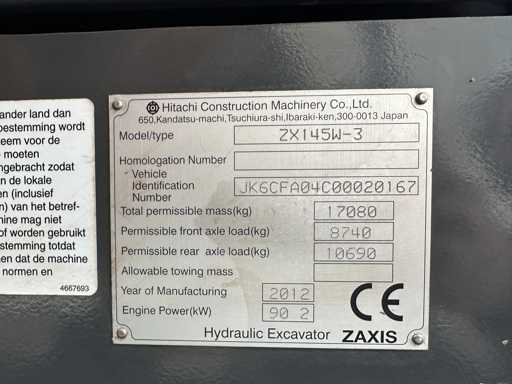 ander land dan
bestemming wordt
eem voor de
moeten
ngebracht zodat
n de lokale
en (inclusief
n) van het betref-
hine mag niet
of worden gebruikt
stemming totdat
en dat de machine
normen en
4667693
Hitachi Construction Machinery Co.,Ltd.
650,Kandatsu-machi,Tsuchiura-shi,Ibaraki-ken,300-0013 Japan
Model/type ZX145W-3
Homologation Number
Vehicle Identification Number JK6CFA04C00020167
Total permissible mass(kg) 17080
Permissible front axle load(kg) 8740
Permissible rear axle load(kg) 10690
Allowable towing mass
Year of Manufacturing 2012
Engine Power(kW) 90 2
CE
Hydraulic Excavator ZAXIS